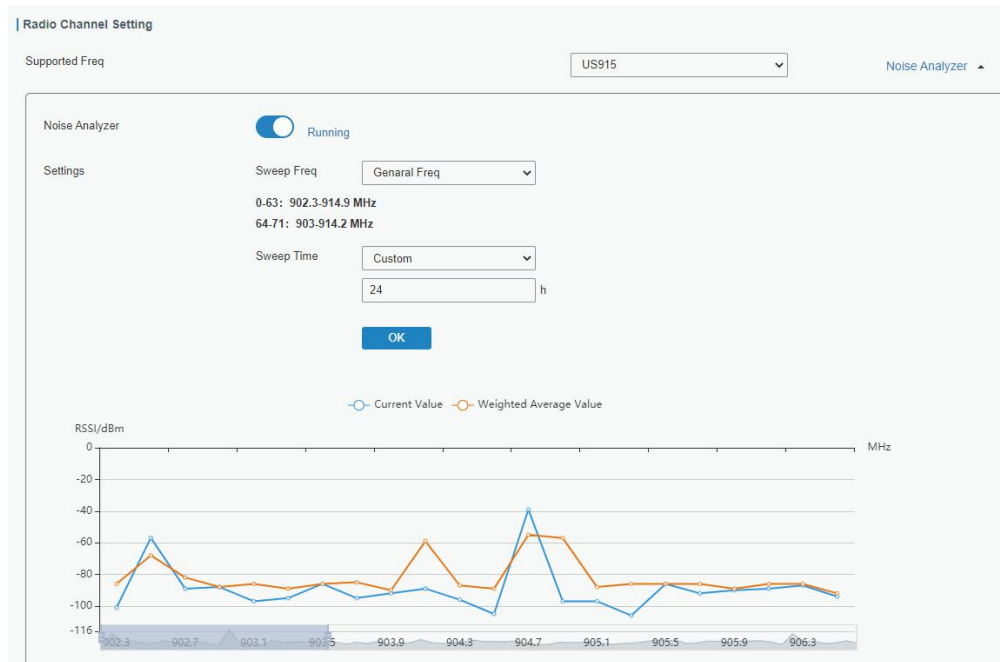 Radio Channel Setting
Supported Freq US915 Noise Analyzer
Noise Analyzer Running
Settings Sweep Freq Genaral Freq
0-63: 902.3-914.9 MHz
64-71: 903-914.2 MHz
Sweep Time Custom
24 h
OK
Current Value Weighted Average Value
RSSI/dBm
0 MHz
-20
-40
-60
-80
-100
-116
902.3 902.7 903.1 903.5 903.9 904.3 904.7 905.1 905.5 905.9 906.3